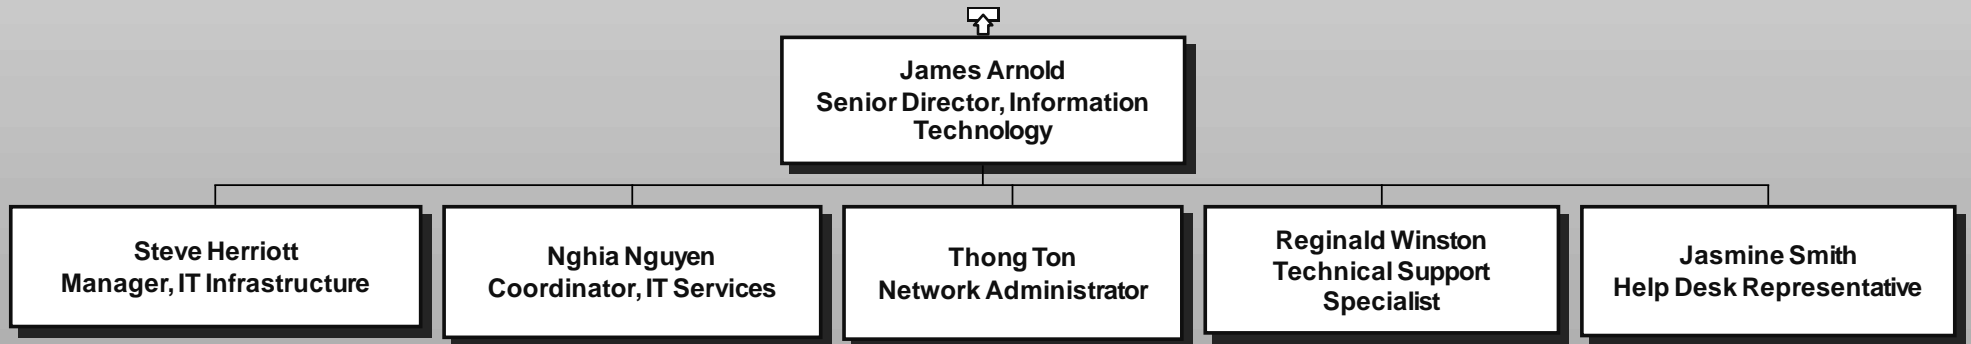 James Arnold
Senior Director, Information
Technology
Steve Herriott
Manager, IT Infrastructure
Nghia Nguyen
Coordinator, IT Services
Thong Ton
Network Administrator
Reginald Winston
Technical Support
Specialist
Jasmine Smith
Help Desk Representative